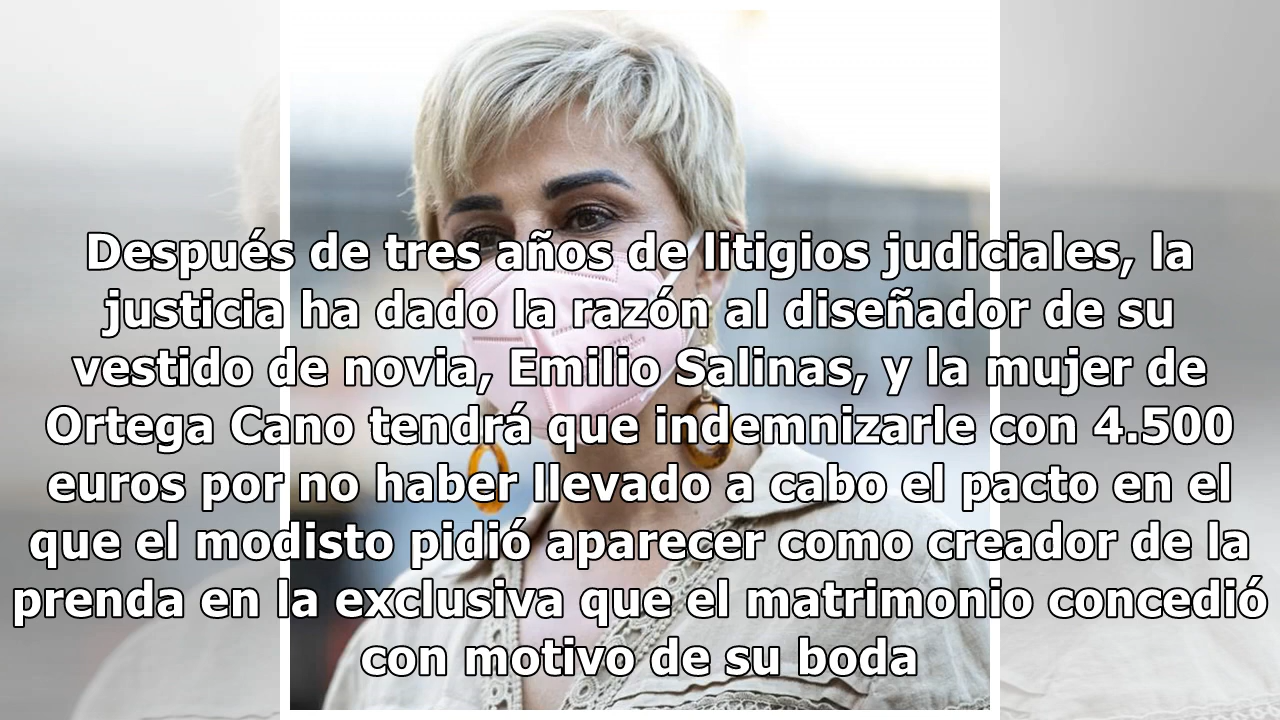 Después de tres años de litigios judiciales, la
justicia ha dado la razón al diseñador de su
vestido de novia, Emilio Salinas, y la mujer de
Ortega Cano tendrá que indemnizarle con 4.500
euros por no haber llevado a cabo el pacto en el
que el modisto pidió aparecer como creador de la
prenda en la exclusiva que el matrimonio concedió
con motivo de su boda